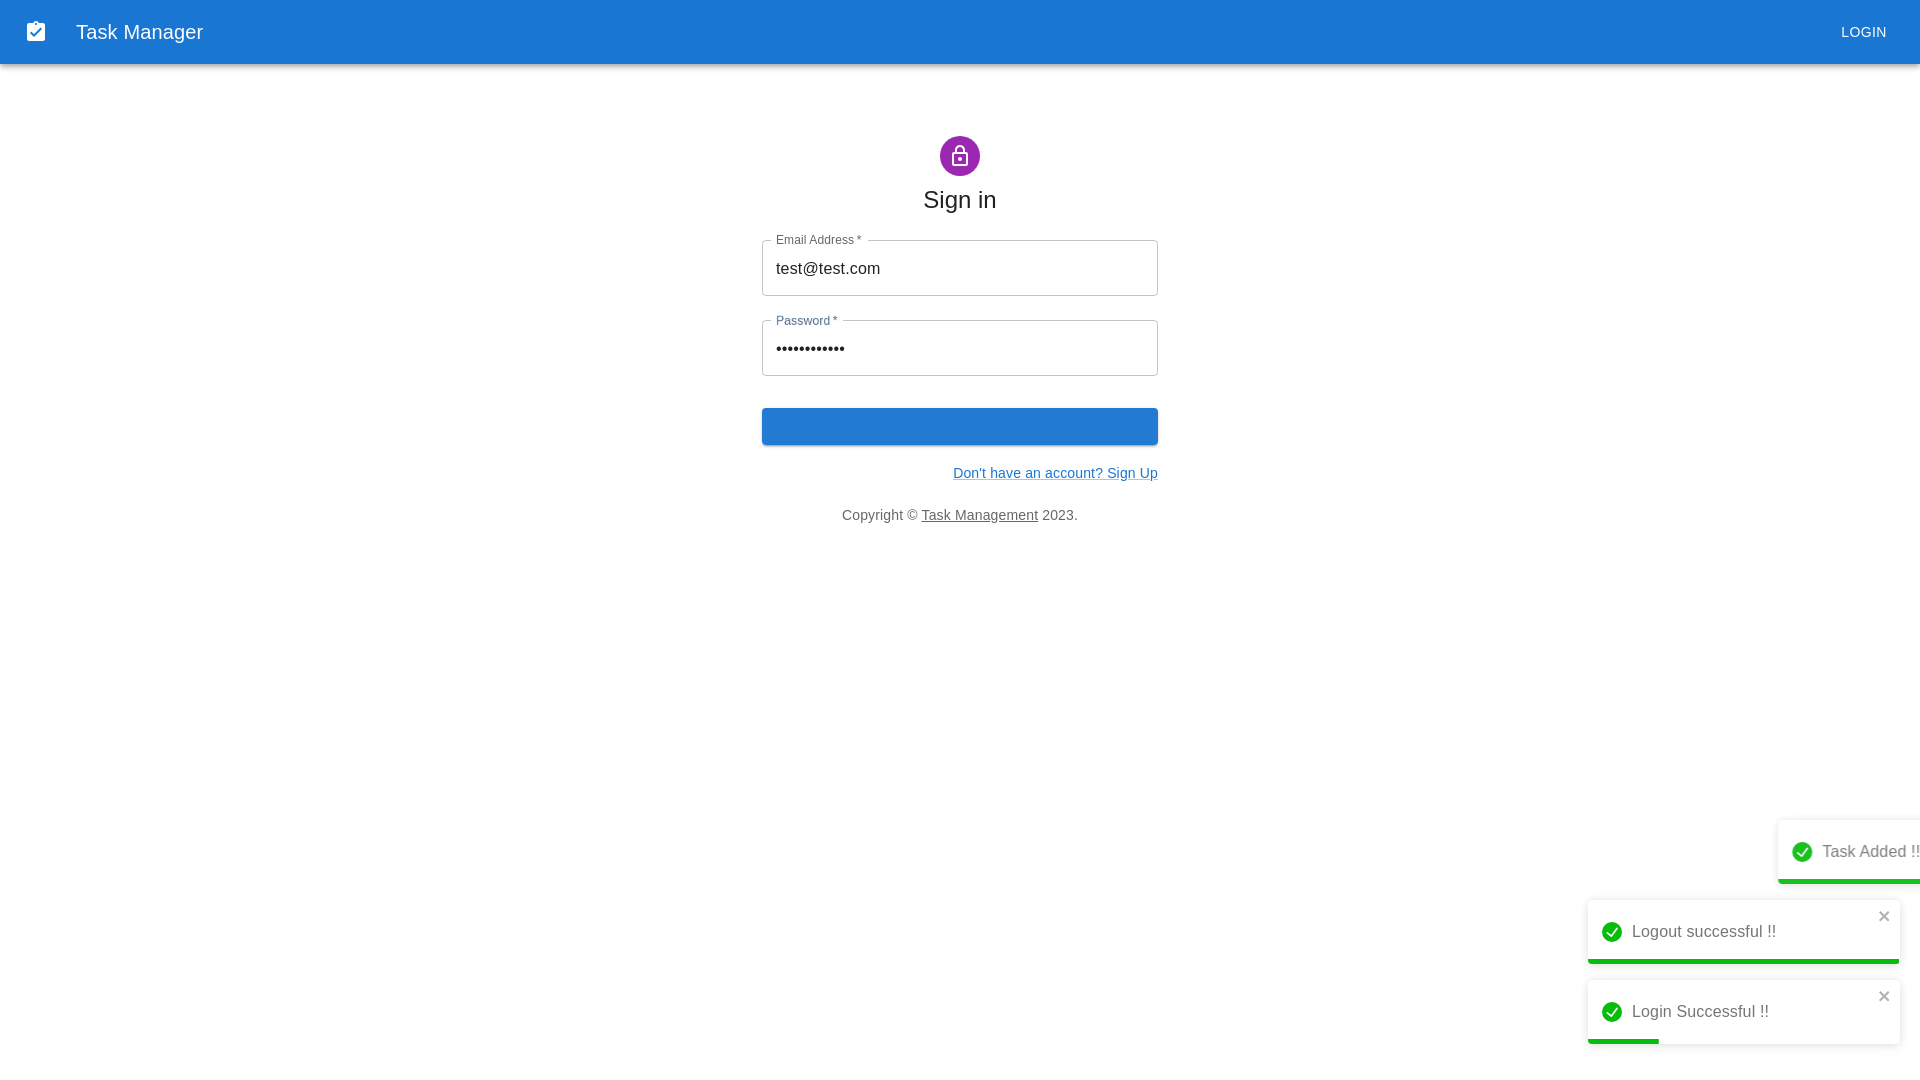 Task Manager
LOGIN
Sign in
Email Address *
test@test.com
Password *
••••••••••••
Don't have an account? Sign Up
Copyright © Task Management 2023.
Task Added !!
Logout successful !!
Login Successful !!